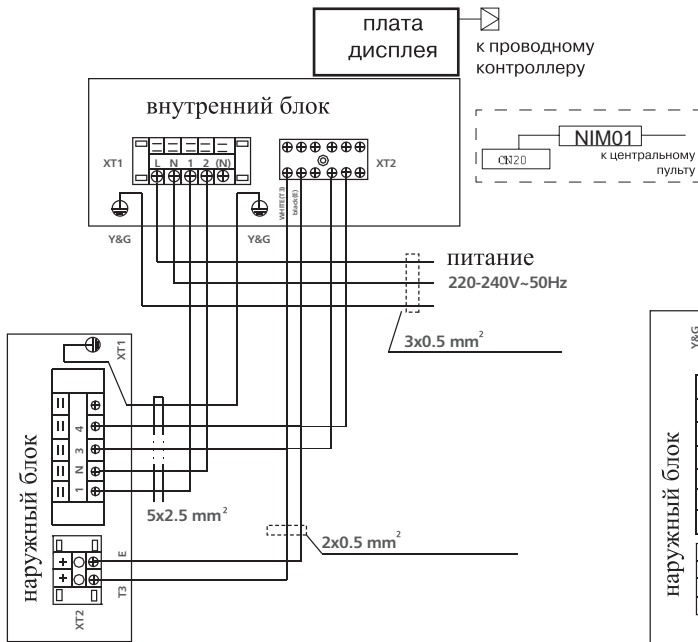 плата
дисплея
к проводному
контроллеру
внутренний блок
XT1
L N 1 2 (N)
XT2
WHITE(T3)
black(E)
Y&G
Y&G
CN20
NIM01
к центральному
пульту
питание
220-240V~50Hz
3x0.5 mm²
наружный блок
XT1
4
3
N
1
5x2.5 mm²
2x0.5 mm²
E
T3
XT2
Y&G
наружный блок